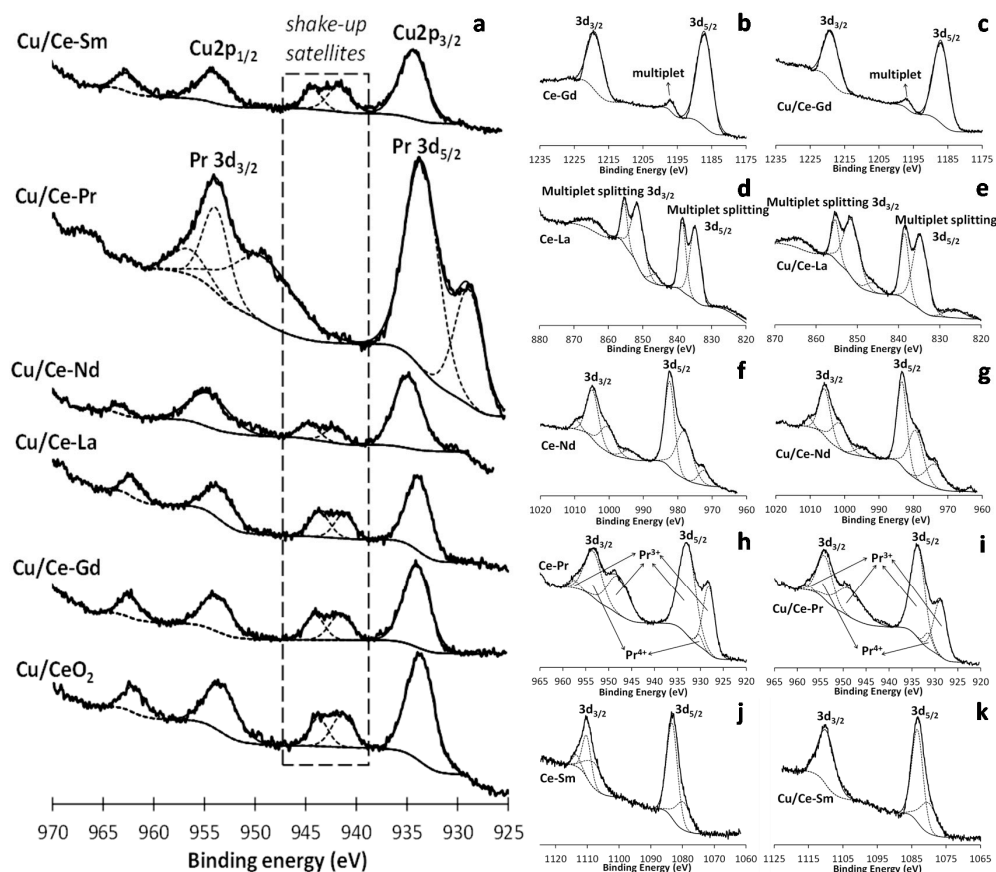 a
shake-up
satellites
Cu/Ce-Sm
Cu2p1/2
Cu2p3/2
Pr 3d3/2
Pr 3d5/2
Cu/Ce-Pr
Cu/Ce-Nd
Cu/Ce-La
Cu/Ce-Gd
Cu/CeO2
970 965 960 955 950 945 940 935 930 925
Binding energy (eV)
b
3d3/2
3d5/2
multiplet
Ce-Gd
1235 1225 1215 1205 1195 1185 1175
Binding Energy (eV)
c
3d3/2
3d5/2
multiplet
Cu/Ce-Gd
1235 1225 1215 1205 1195 1185 1175
Binding Energy (eV)
d
Multiplet splitting 3d3/2
Multiplet splitting
3d5/2
Ce-La
880 870 860 850 840 830 820
Binding Energy (eV)
e
Multiplet splitting 3d3/2
Multiplet splitting
3d5/2
Cu/Ce-La
880 870 860 850 840 830 820
Binding Energy (eV)
f
3d3/2
3d5/2
Ce-Nd
1020 1000 980 960
Binding Energy (eV)
g
3d3/2
3d5/2
Cu/Ce-Nd
1020 1000 980 960
Binding Energy (eV)
h
3d3/2
3d5/2
Ce-Pr
Pr3+
Pr4+
965 960 955 950 945 940 935 930 925 920
Binding Energy (eV)
i
3d3/2
3d5/2
Pr3+
Cu/Ce-Pr
Pr4+
965 960 955 950 945 940 935 930 925 920
Binding Energy (eV)
j
3d3/2
3d5/2
Ce-Sm
1120 1110 1100 1090 1080 1070 1060
Binding Energy (eV)
k
3d3/2
3d5/2
Cu/Ce-Sm
1125 1115 1105 1095 1085 1075 1065
Binding Energy (eV)